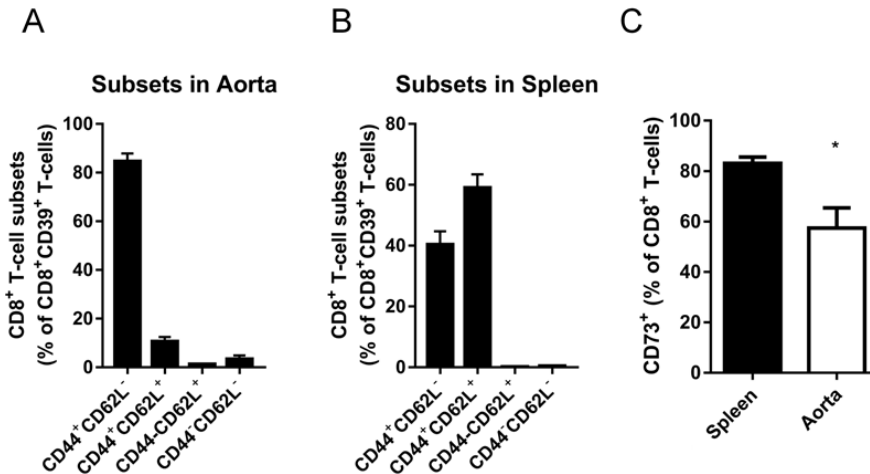 A
Subsets in Aorta
CD8⁺ T-cell subsets
(% of CD8⁺CD39⁺ T-cells)
100
80
60
40
20
0
CD44⁺CD62L⁻
CD44⁺CD62L⁺
CD44-CD62L⁺
CD44⁻CD62L⁻
B
Subsets in Spleen
CD8⁺ T-cell subsets
(% of CD8⁺CD39⁺ T-cells)
80
60
40
20
0
CD44⁺CD62L⁻
CD44⁺CD62L⁺
CD44-CD62L⁺
CD44⁻CD62L⁻
C
CD73⁺ (% of CD8⁺ T-cells)
100
80
60
40
20
0
*
Spleen
Aorta